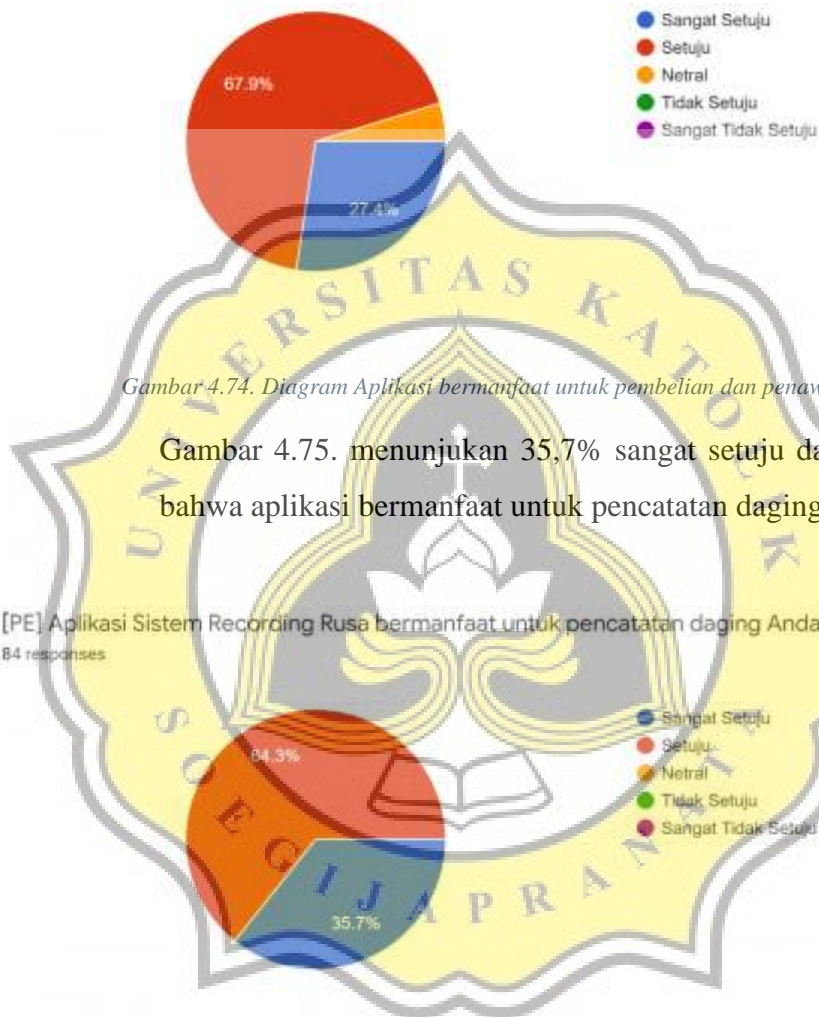 Sangat Setuju
Setuju
Netral
Tidak Setuju
Sangat Tidak Setuju
67.9%
27.4%
UNIVERSITAS KATOLIK
Gambar 4.74. Diagram Aplikasi bermanfaat untuk pembelian dan
Gambar 4.75. menunjukan 35,7% sangat setuju
bahwa aplikasi bermanfaat untuk pencatatan daging
[PE] Aplikasi Sistem Recording Rusa bermanfaat untuk pencatatan daging Anda
84 responses
Sangat Setuju
Setuju
Netral
Tidak Setuju
Sangat Tidak Setuju
64.3%
35.7%
SOEGIJAPRANATA